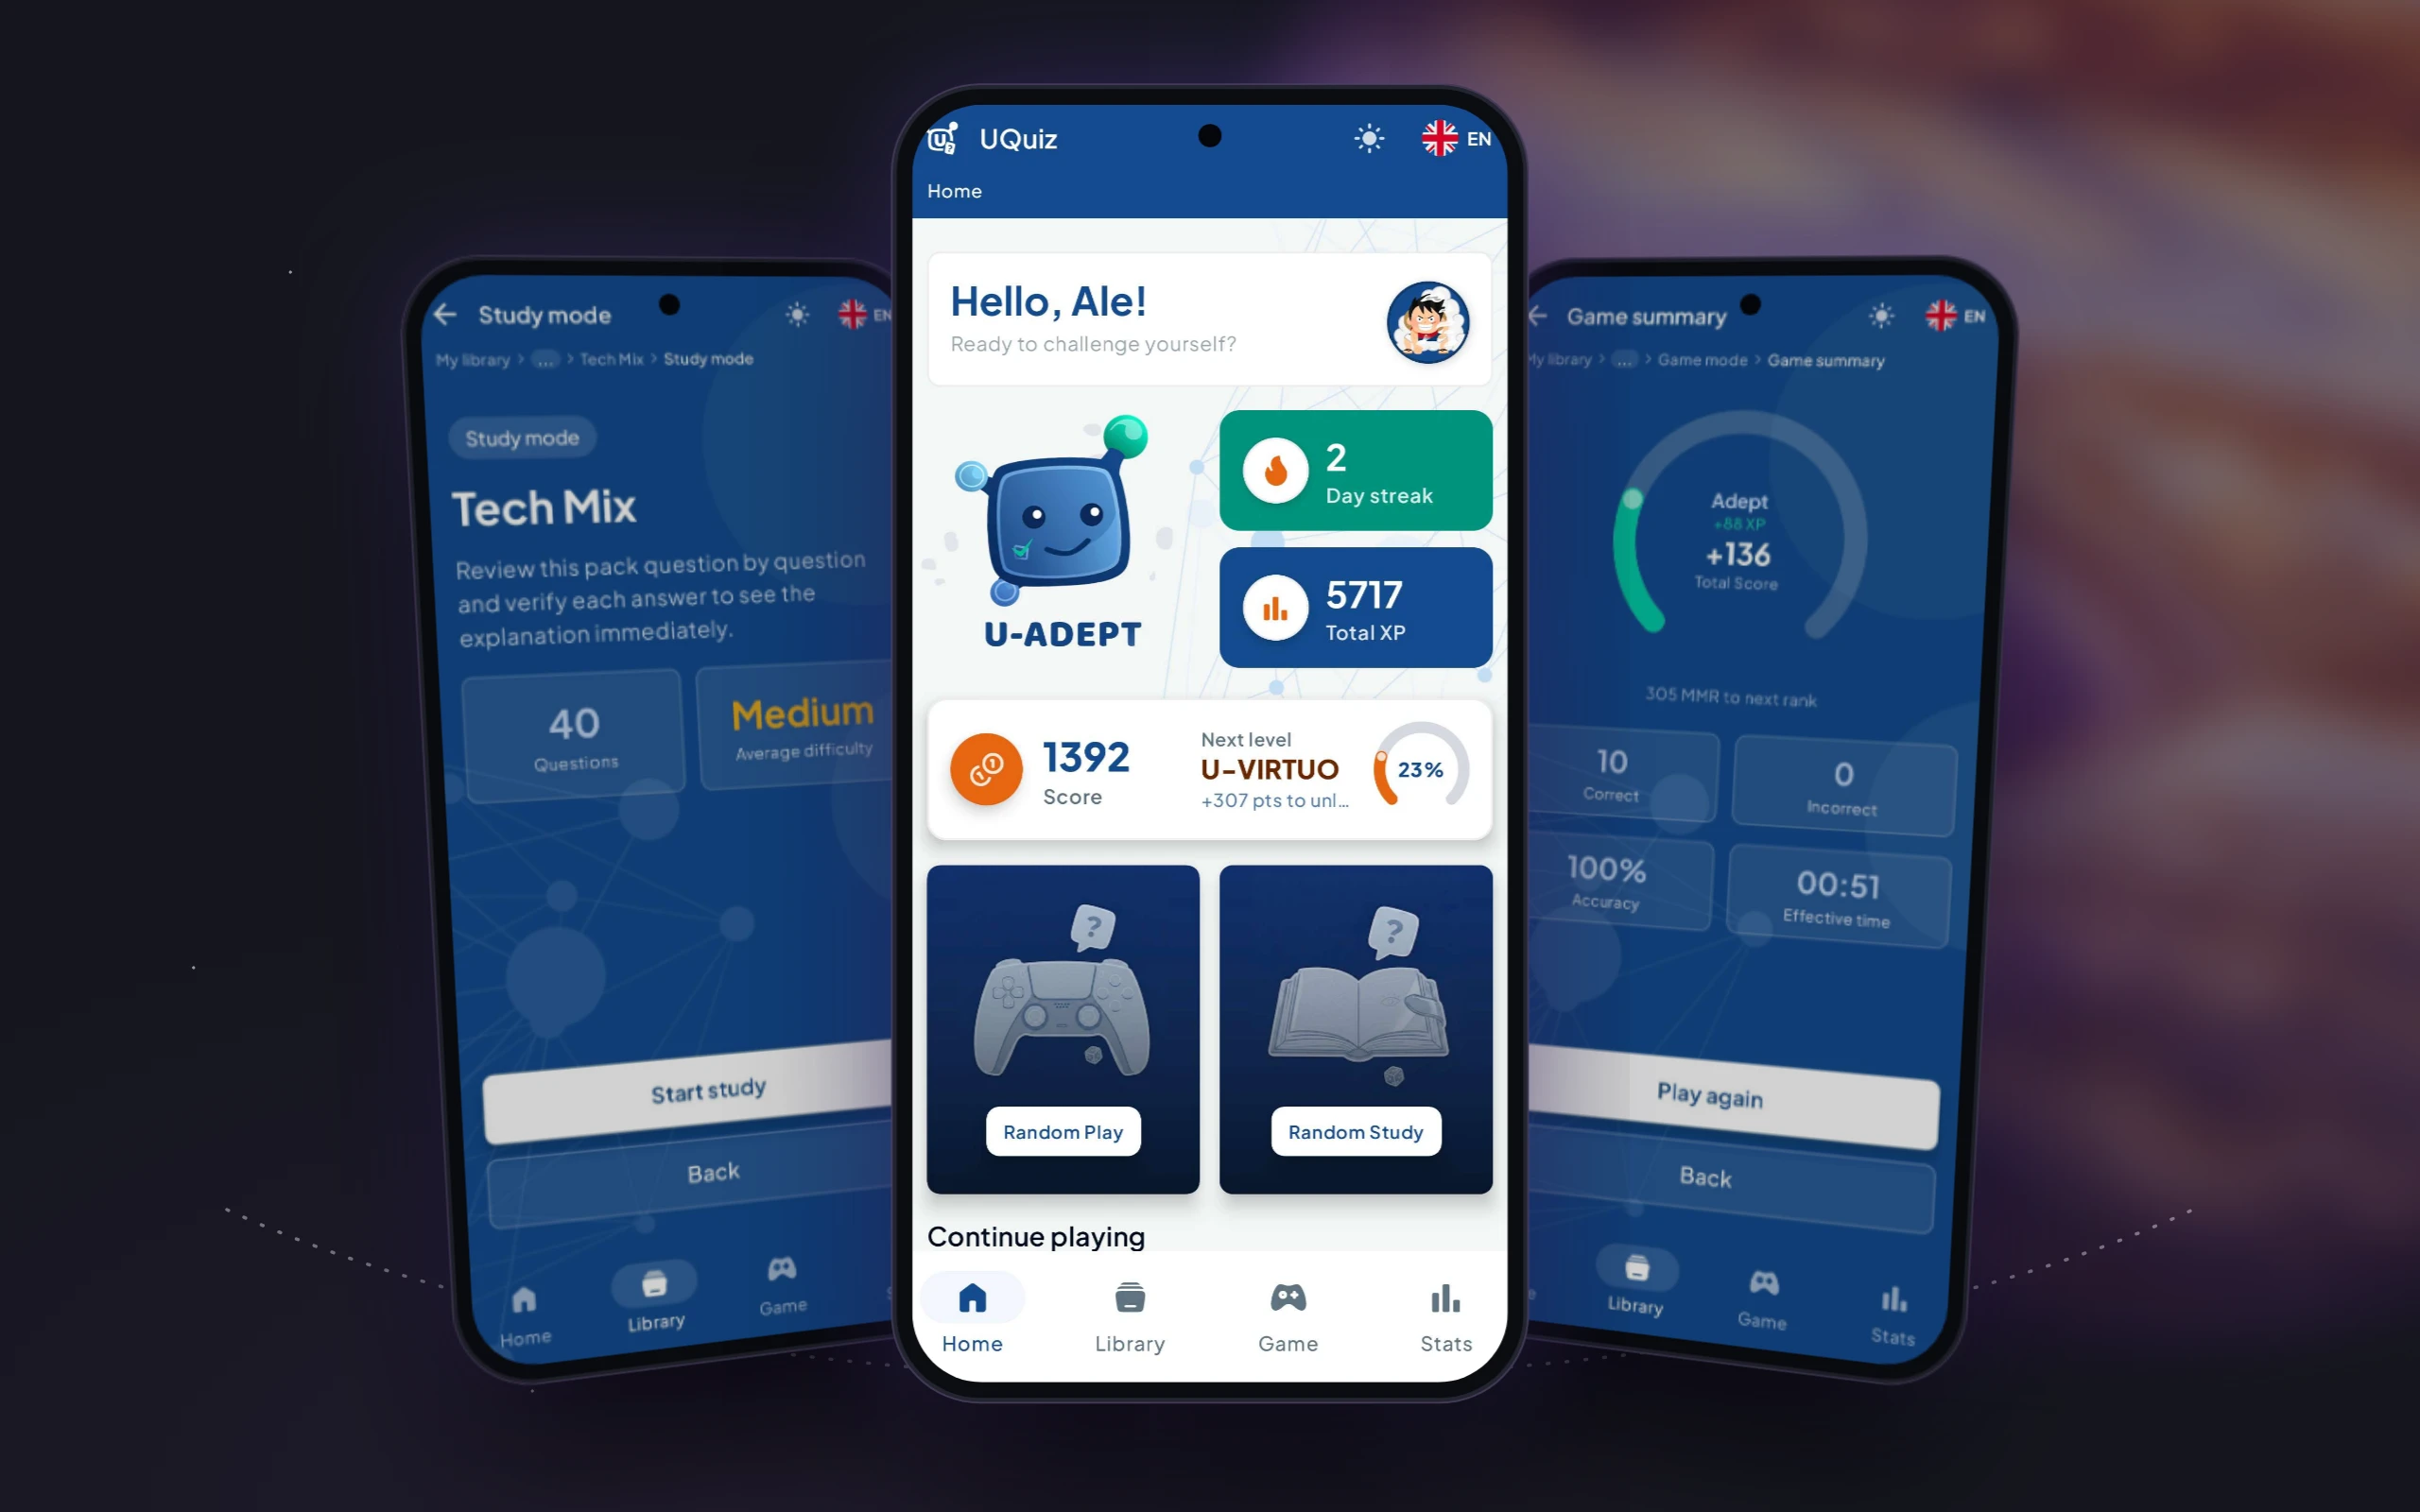 Study mode
EN
My library > ... > Tech Mix > Study mode
Study mode
Tech Mix
Review this pack question by question
and verify each answer to see the
explanation immediately.
40
Questions
Medium
Average difficulty
Start study
Back
Home
Library
Game
UQuiz
EN
Home
Hello, Ale!
Ready to challenge yourself?
U-ADEPT
2
Day streak
5717
Total XP
1392
Score
Next level
U-VIRTUO
+307 pts to unl...
23%
?
?
Random Play
Random Study
Continue playing
Home
Library
Game
Stats
Game summary
EN
My library > ... > Game mode > Game summary
Adept
+88 XP
+136
Total Score
305 MMR to next rank
10
Correct
0
Incorrect
100%
Accuracy
00:51
Effective time
Play again
Back
Library
Game
Stats